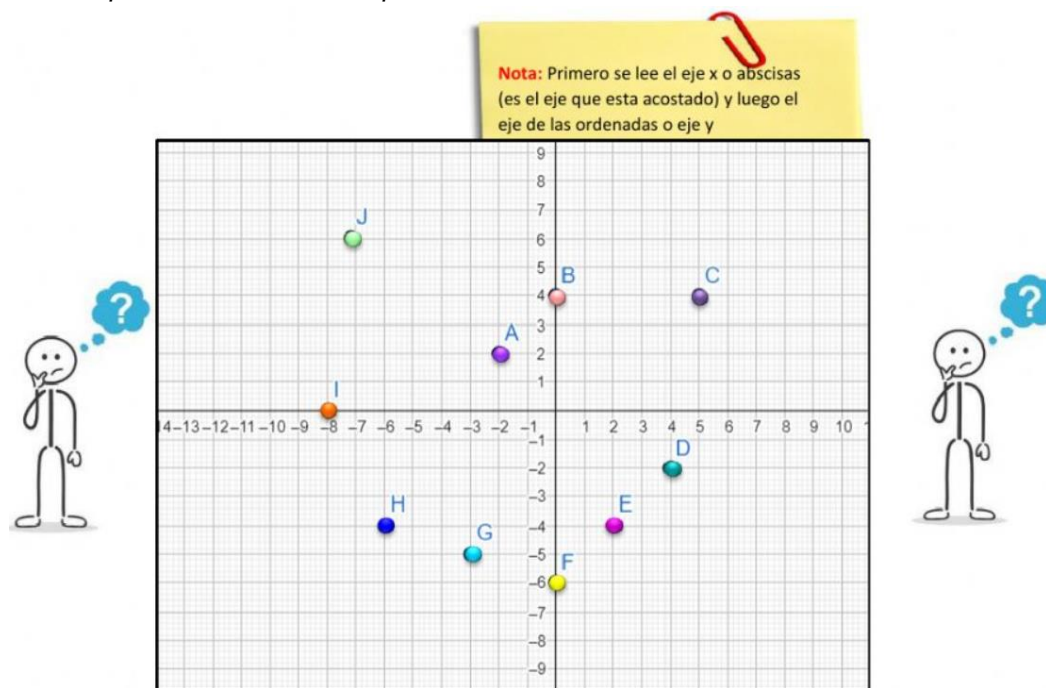 Nota: Primero se lee el eje x o abscisas
(es el eje que esta acostado) y luego el
eje de las ordenadas o eje y
9
8
7
J
6
5
B
C
4
3
A
2
1
I
14 –13 –12 –11 –10 –9 –8 –7 –6 –5 –4 –3 –2 –1 1 2 3 4 5 6 7 8 9 10
–1
D
–2
–3
H
E
–4
G
–5
F
–6
–7
–8
–9
?
?